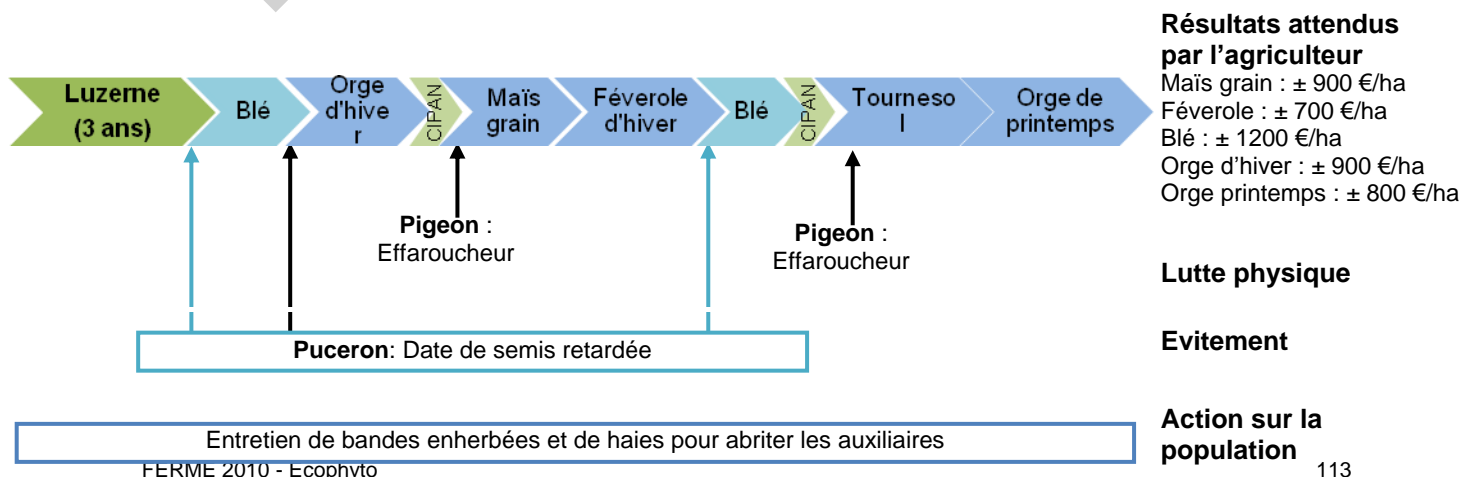 Résultats attendus
par l'agriculteur
Maïs grain : ± 900 €/ha
Féverole : ± 700 €/ha
Blé : ± 1200 €/ha
Orge d'hiver : ± 900 €/ha
Orge printemps : ± 800 €/ha
Luzerne
(3 ans)
Blé
Orge
d'hive
r
CIPAN
Maïs
grain
Féverole
d'hiver
Blé
CIPAN
Tourneso
l
Orge de
printemps
Pigeon :
Effaroucheur
Pigeon :
Effaroucheur
Lutte physique
Puceron: Date de semis retardée
Evitement
Entretien de bandes enherbées et de haies pour abriter les auxiliaires
Action sur la
population
FERME 2010 - Ecophyto
113